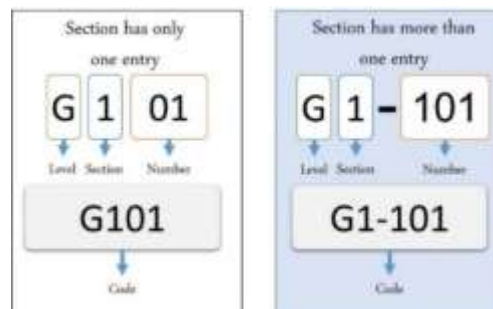 Section has only
one entry
G 1 01
Level Section Number
G101
Code
Section has more than
one entry
G 1 - 101
Level Section Number
G1-101
Code